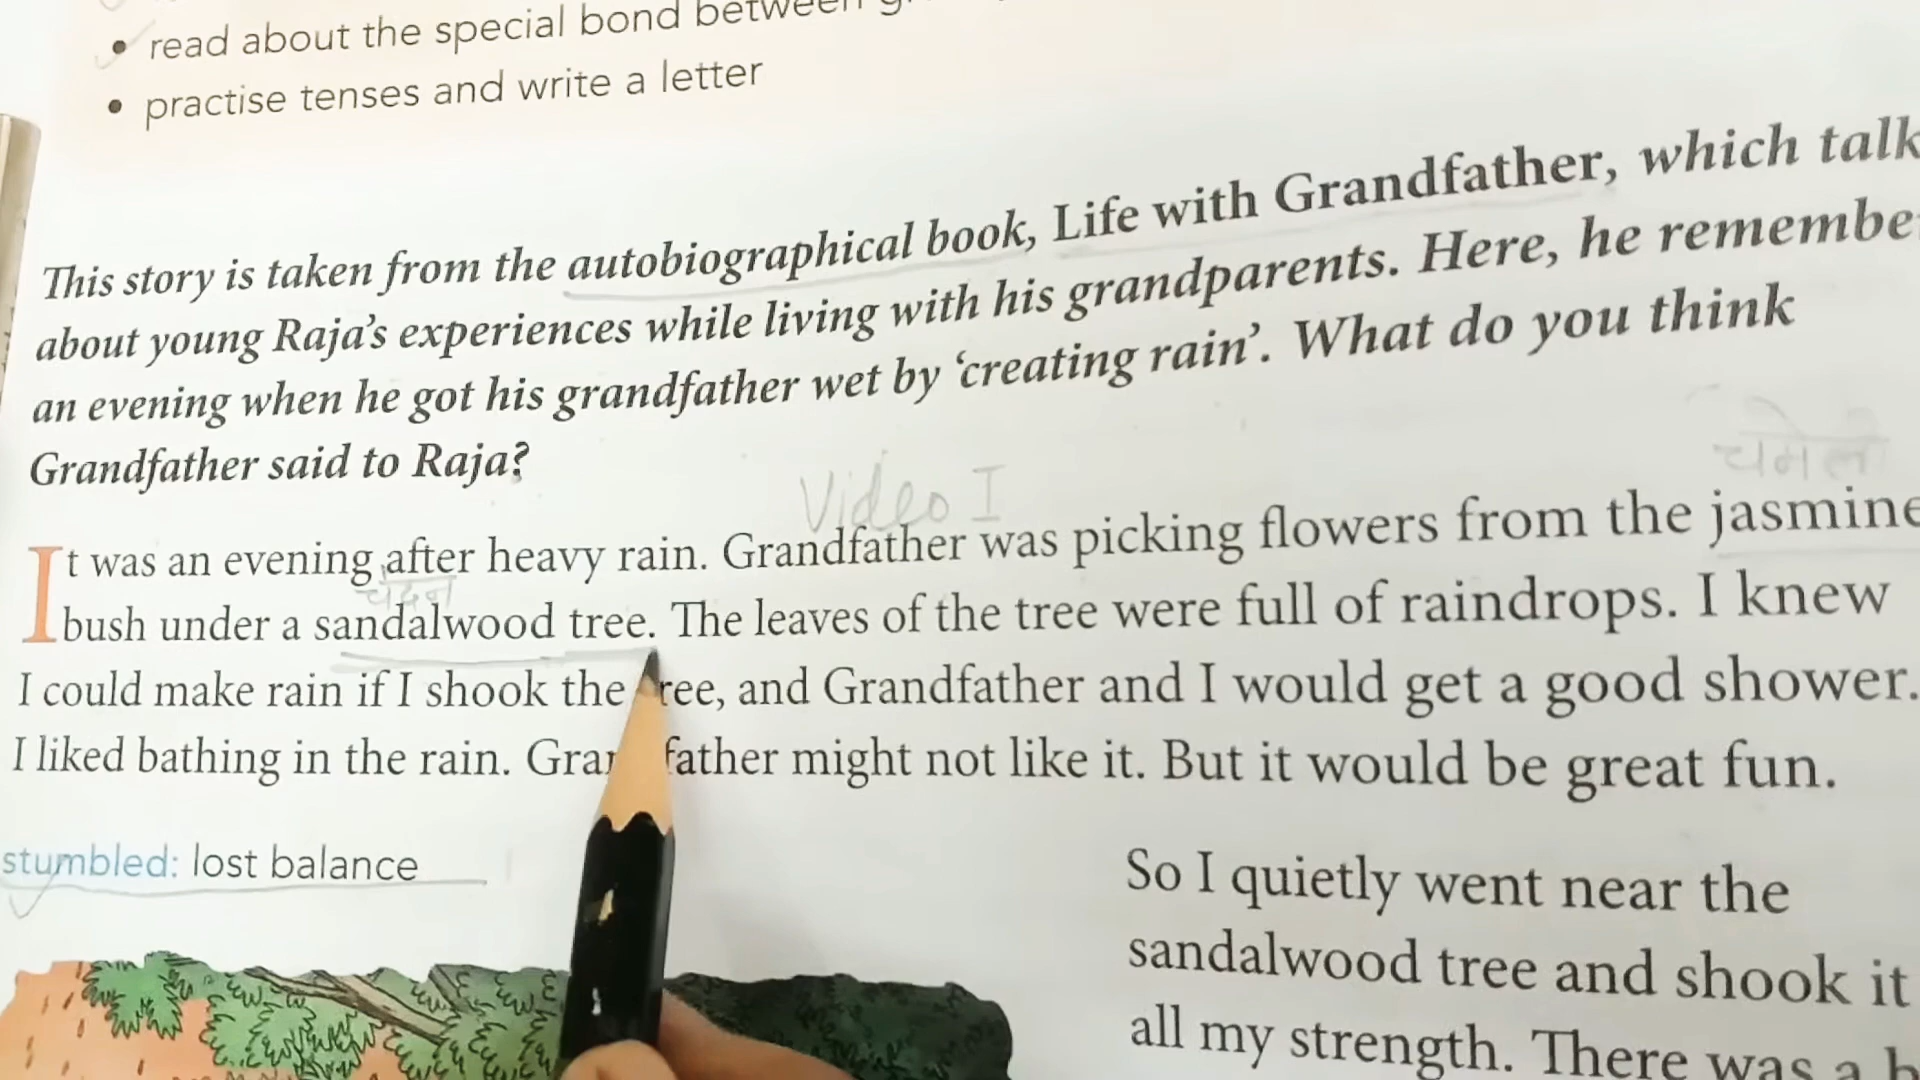 • read about the special bond between
• practise tenses and write a letter
This story is taken from the autobiographical book, Life with Grandfather, which talk
about young Raja's experiences while living with his grandparents. Here, he remembe
an evening when he got his grandfather wet by 'creating rain'. What do you think
Grandfather said to Raja?
Video I
चमेली
It was an evening after heavy rain. Grandfather was picking flowers from the jasmine
चंदन
bush under a sandalwood tree. The leaves of the tree were full of raindrops. I knew
I could make rain if I shook the ree, and Grandfather and I would get a good shower.
I liked bathing in the rain. Gra father might not like it. But it would be great fun.
stumbled: lost balance
So I quietly went near the
sandalwood tree and shook it
all my strength. There was a